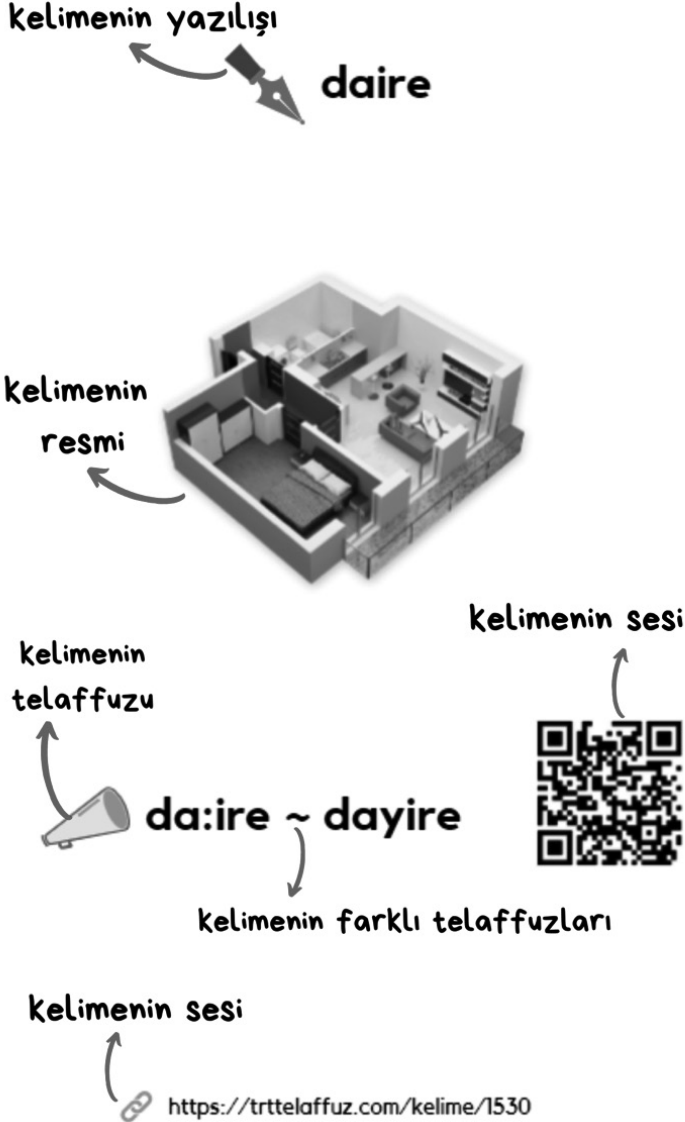 kelimenin yazılışı
daire
kelimenin
resmi
kelimenin sesi
kelimenin
telaffuzu
da:ire ~ dayire
kelimenin farklı telaffuzları
kelimenin sesi
https://trttelaffuz.com/kelime/1530